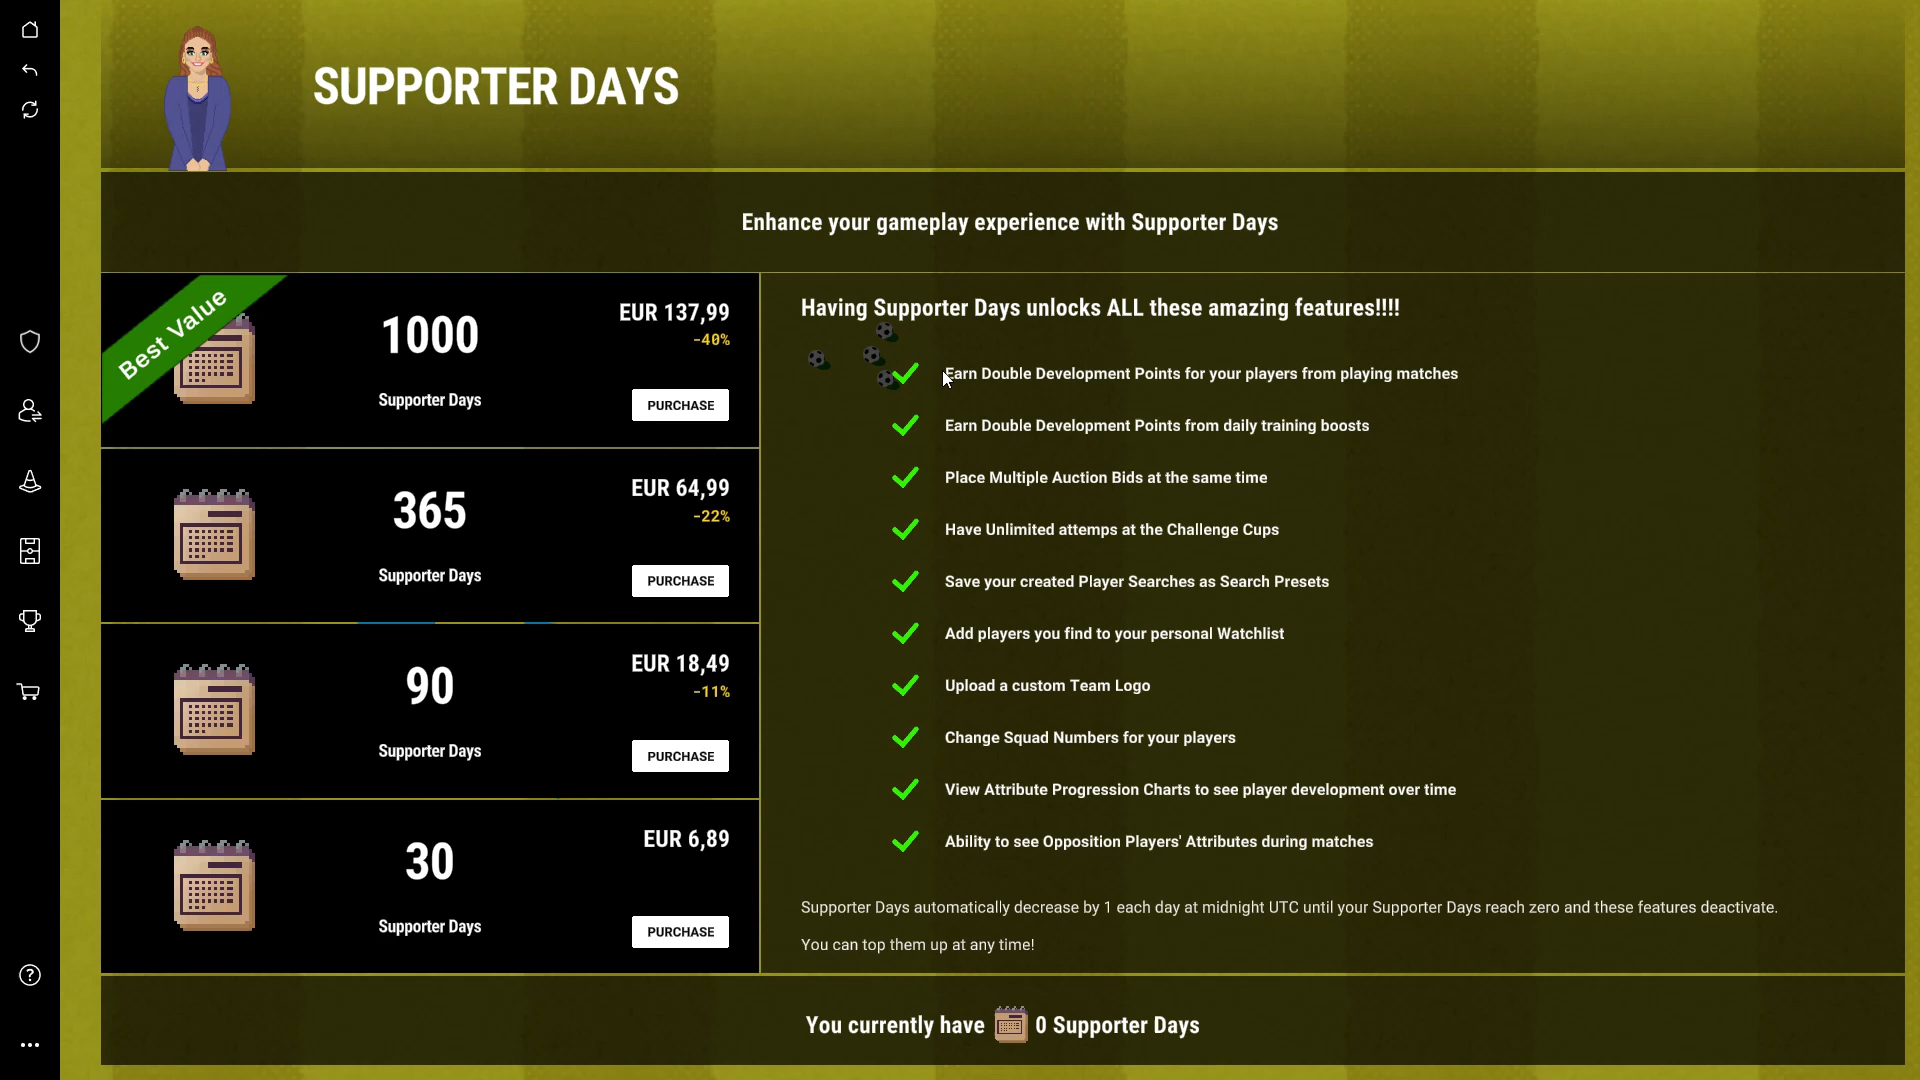 SUPPORTER DAYS
Enhance your gameplay experience with Supporter Days
Best Value
1000
Supporter Days
EUR 137,99
-40%
PURCHASE
365
Supporter Days
EUR 64,99
-22%
PURCHASE
90
Supporter Days
EUR 18,49
-11%
PURCHASE
30
Supporter Days
EUR 6,89
PURCHASE
Having Supporter Days unlocks ALL these amazing features!!!!
Earn Double Development Points for your players from playing matches
Earn Double Development Points from daily training boosts
Place Multiple Auction Bids at the same time
Have Unlimited attemps at the Challenge Cups
Save your created Player Searches as Search Presets
Add players you find to your personal Watchlist
Upload a custom Team Logo
Change Squad Numbers for your players
View Attribute Progression Charts to see player development over time
Ability to see Opposition Players' Attributes during matches
Supporter Days automatically decrease by 1 each day at midnight UTC until your Supporter Days reach zero and these features deactivate.
You can top them up at any time!
You currently have 0 Supporter Days